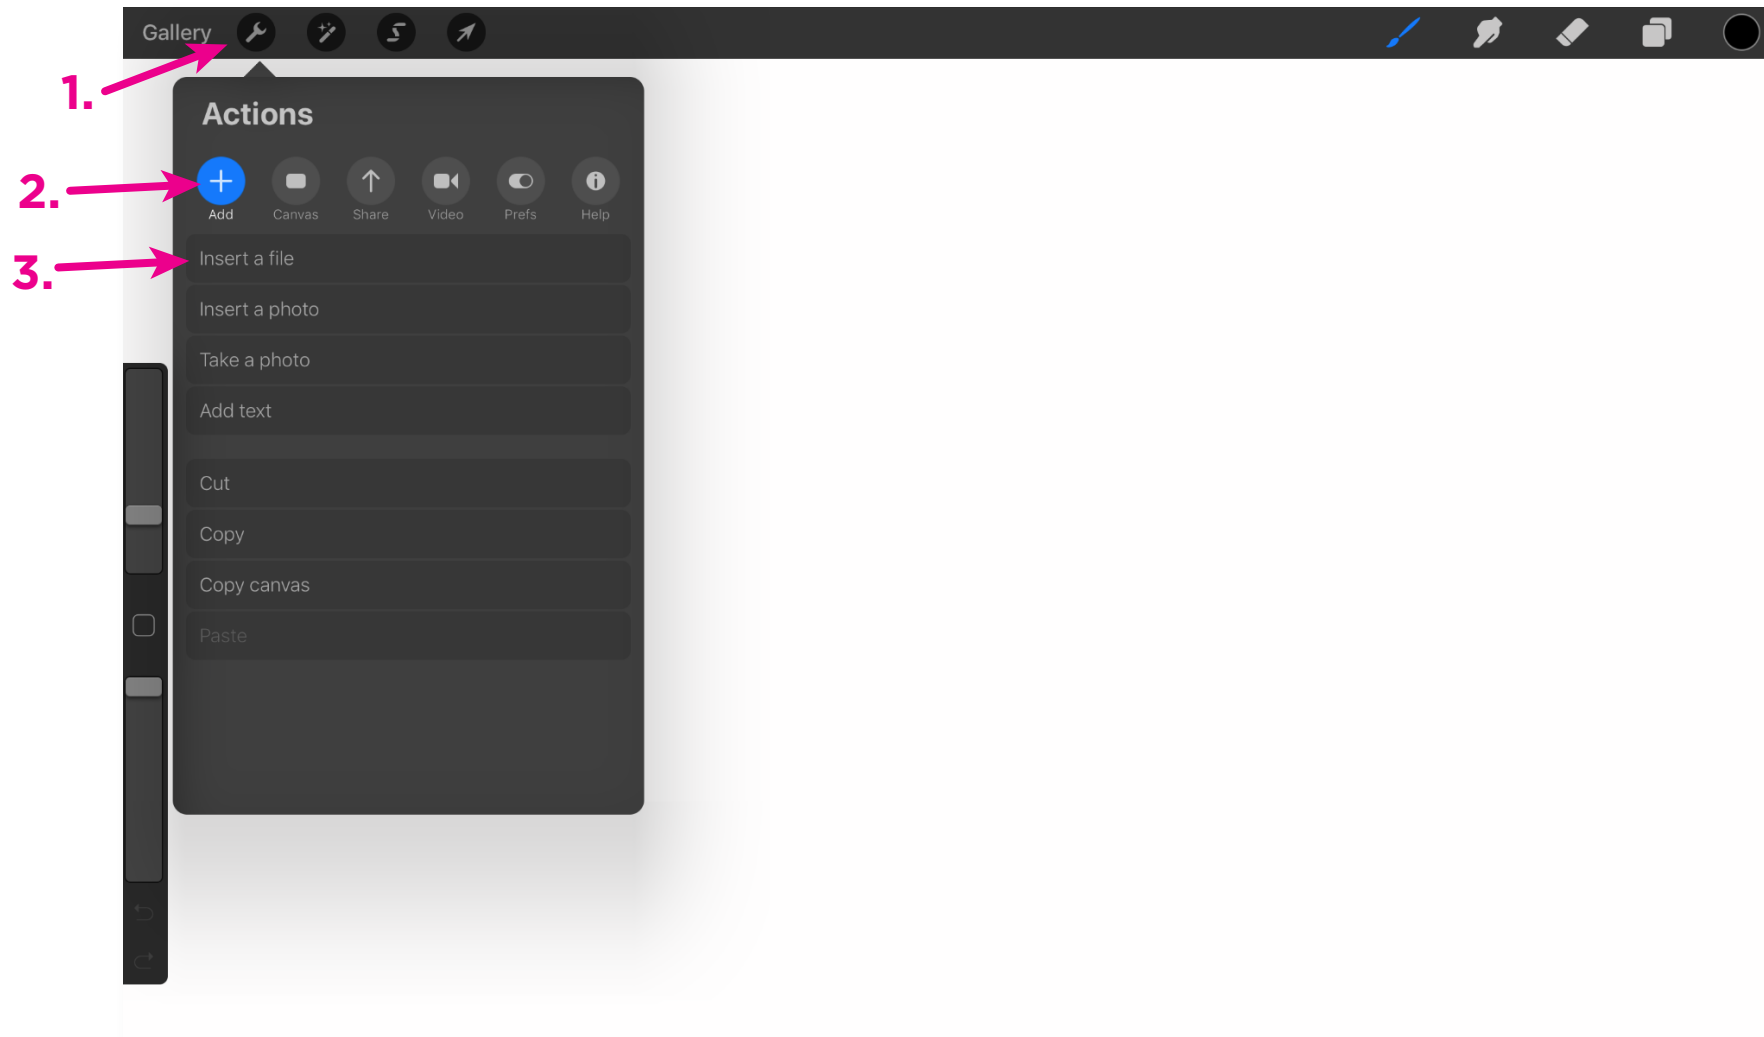 Gallery
1.
Actions
2.
Add Canvas Share Video Prefs Help
3.
Insert a file
Insert a photo
Take a photo
Add text
Cut
Copy
Copy canvas
Paste